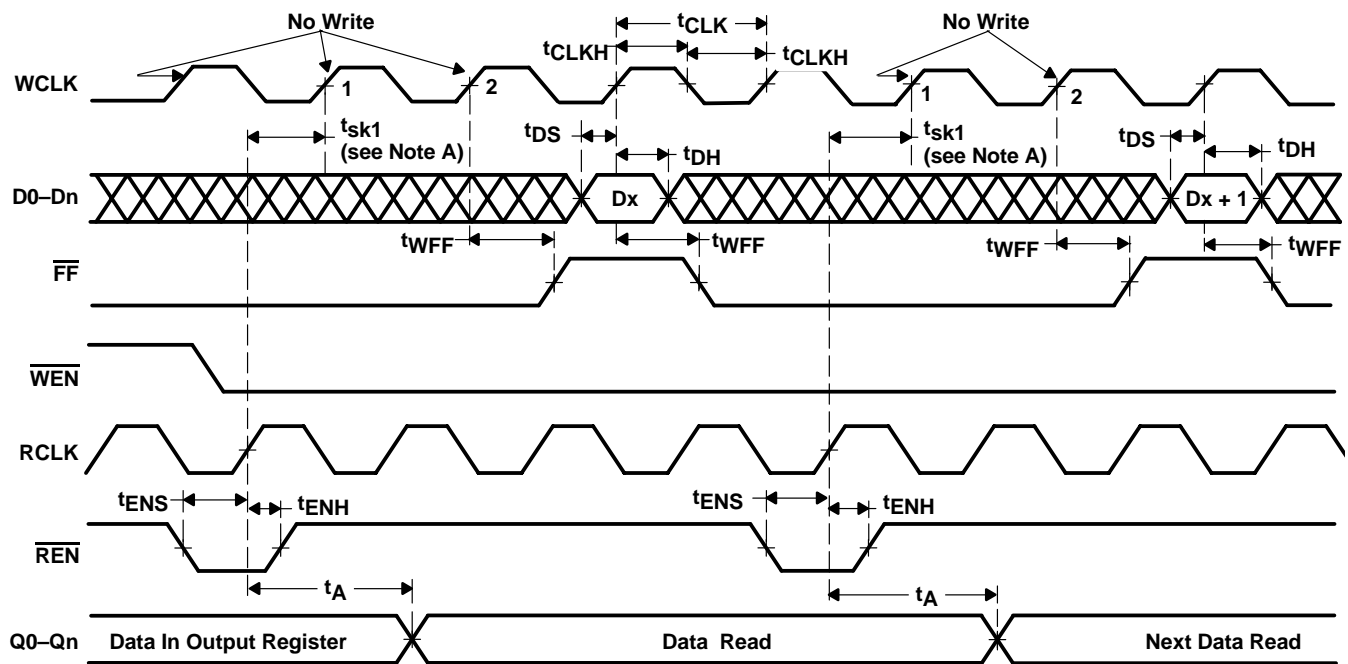 No Write
tCLK
No Write
tCLKH
tCLKH
WCLK
1
2
1
2
tsk1
(see Note A)
tDS
tDH
tsk1
(see Note A)
tDS
tDH
D0–Dn
Dx
Dx + 1
tWFF
tWFF
tWFF
tWFF
FF
WEN
RCLK
tENS
tENH
tENS
tENH
REN
tA
tA
Q0–Qn
Data In Output Register
Data Read
Next Data Read